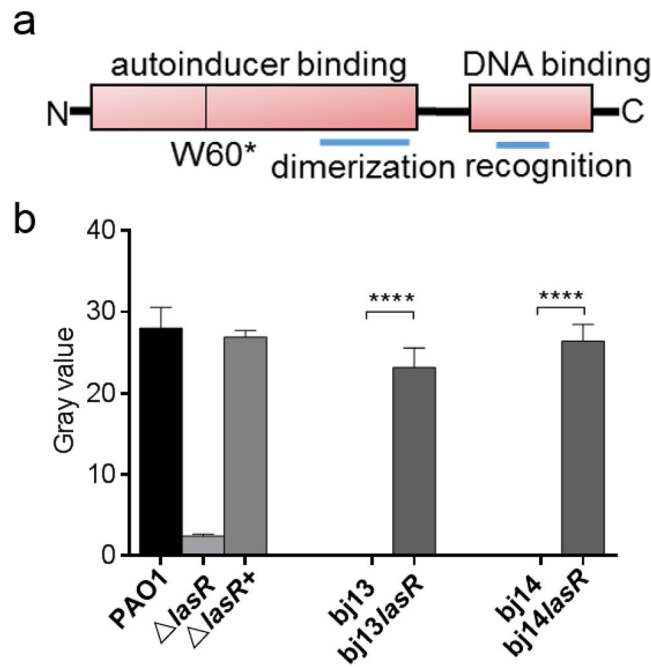 a
autoinducer binding DNA binding
N C
W60*
dimerization recognition
b
40
30
20
10
0
Gray value
**** ****
PAO1
△lasR
△lasR+
bj13
bj13lasR
bj14
bj14lasR